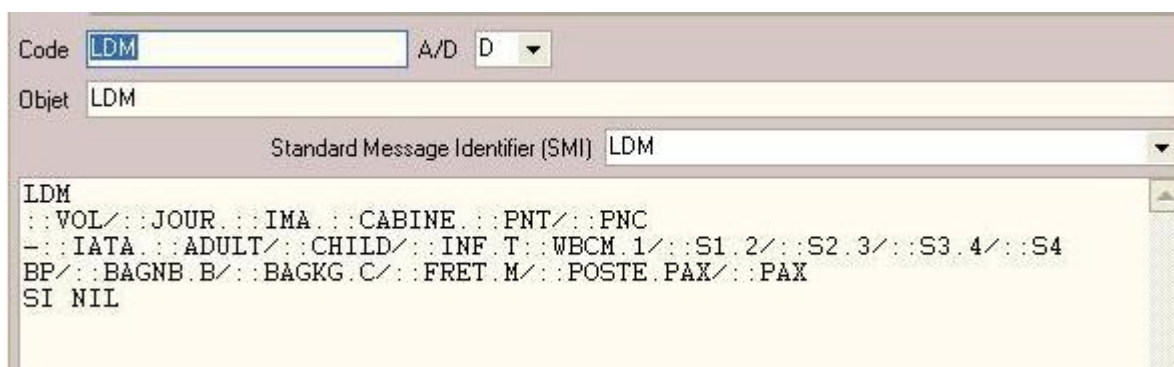 Code LDM A/D D
Objet LDM
Standard Message Identifier (SMI) LDM
LDM
::VOL/::JOUR.::IMA.::CABINE.::PNT/::PNC
-::IATA.::ADULT/::CHILD/::INF.T::WBCM.1/::S1.2/::S2.3/::S3.4/::S4
BP/::BAGNB.B/::BAGKG.C/::FRET.M/::POSTE.PAX/::PAX
SI NIL